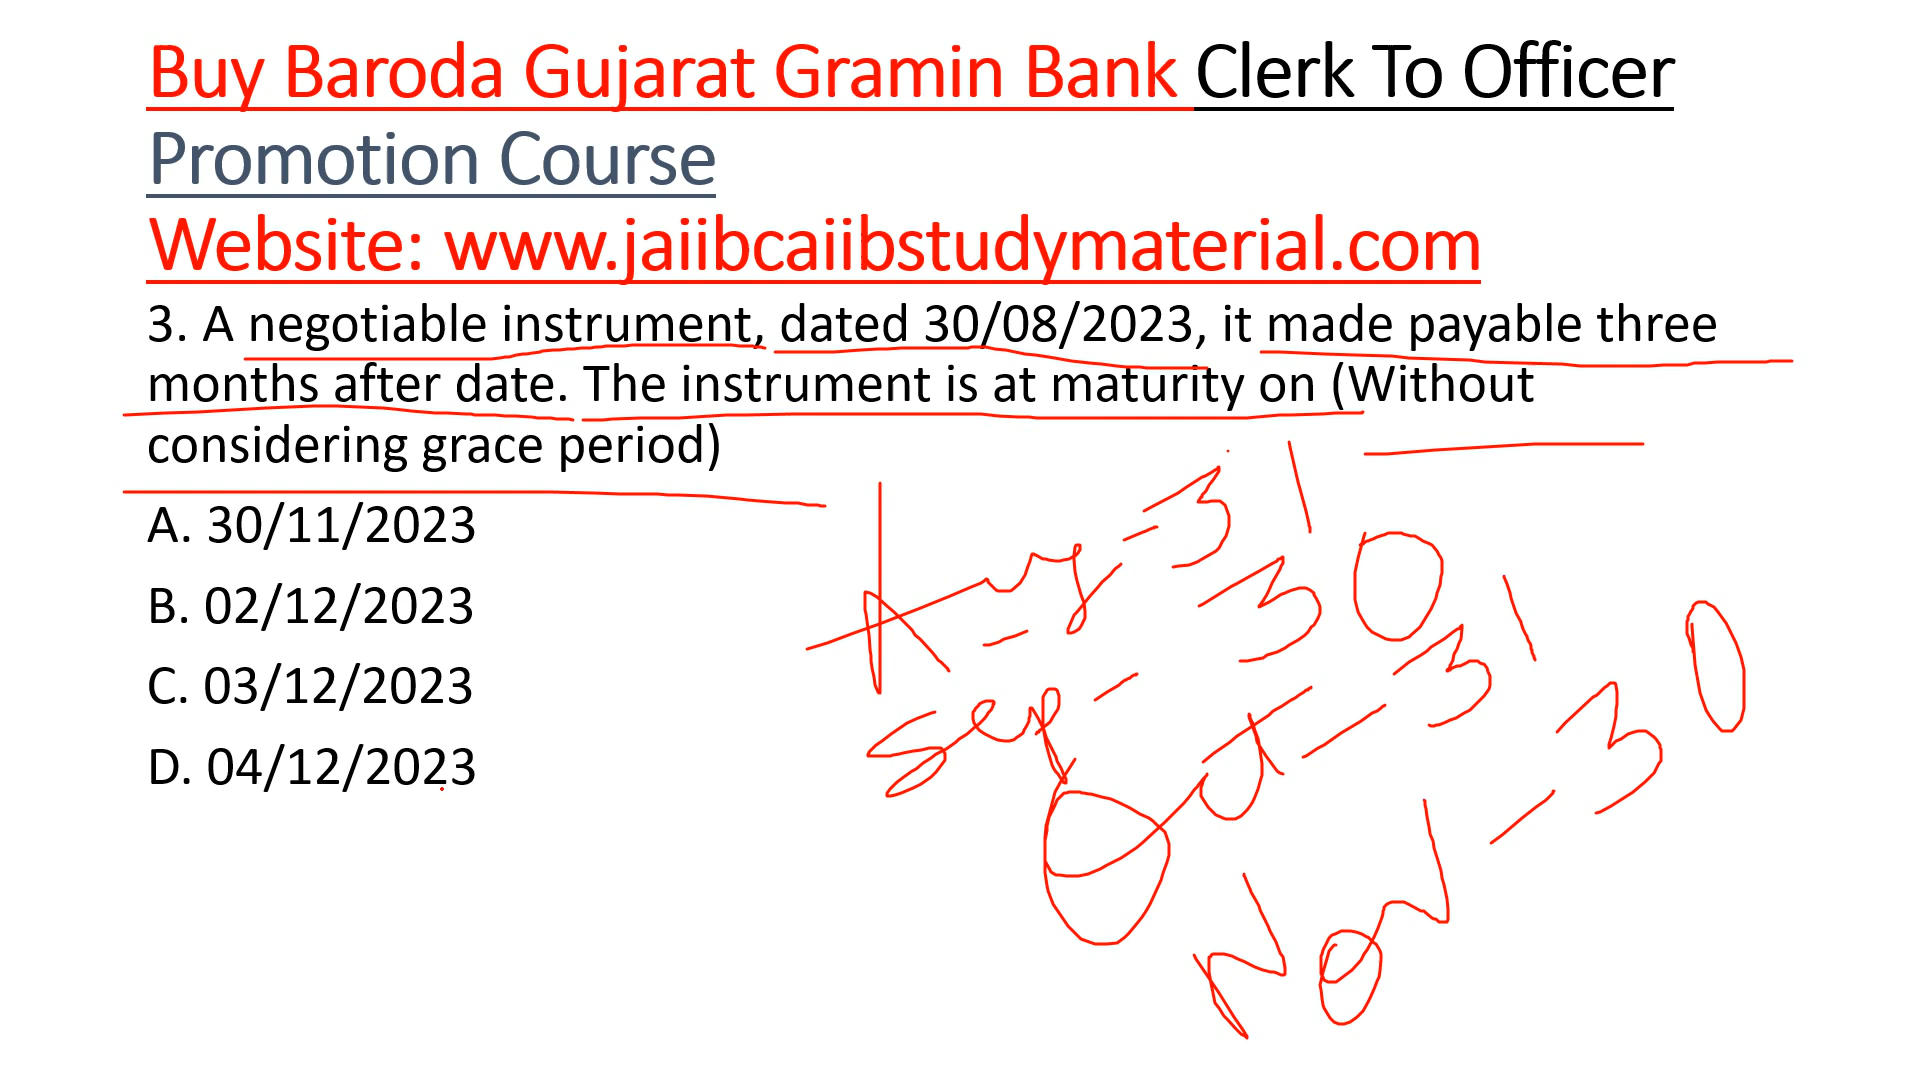 Buy Baroda Gujarat Gramin Bank Clerk To Officer
Promotion Course
Website: www.jaiibcaiibstudymaterial.com
3. A negotiable instrument, dated 30/08/2023, it made payable three
months after date. The instrument is at maturity on (Without
considering grace period)
A. 30/11/2023
B. 02/12/2023
C. 03/12/2023
D. 04/12/2023
Aug - 31
Sep - 30
Oct - 31
Nov - 30